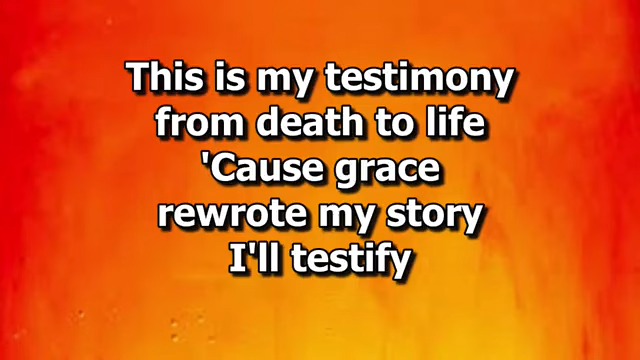 This is my testimony
from death to life
'Cause grace
rewrote my story
I'll testify